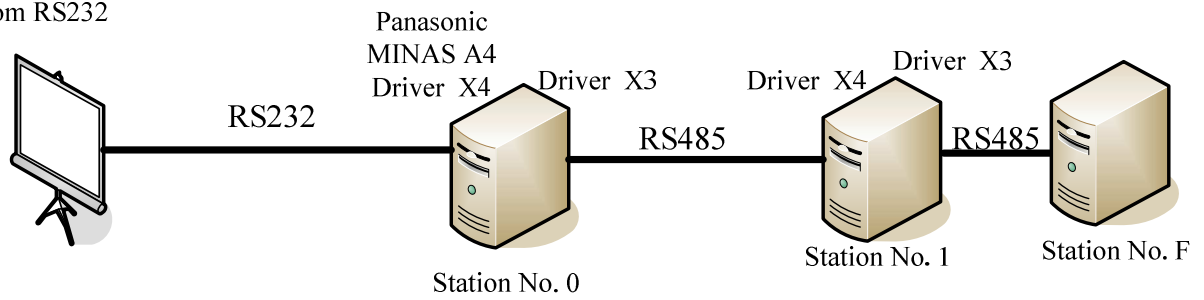 RS232
Panasonic
MINAS A4
Driver X4
Driver X3
RS232
Station No. 0
RS485
Driver X4
Driver X3
Station No. 1
RS485
Station No. F